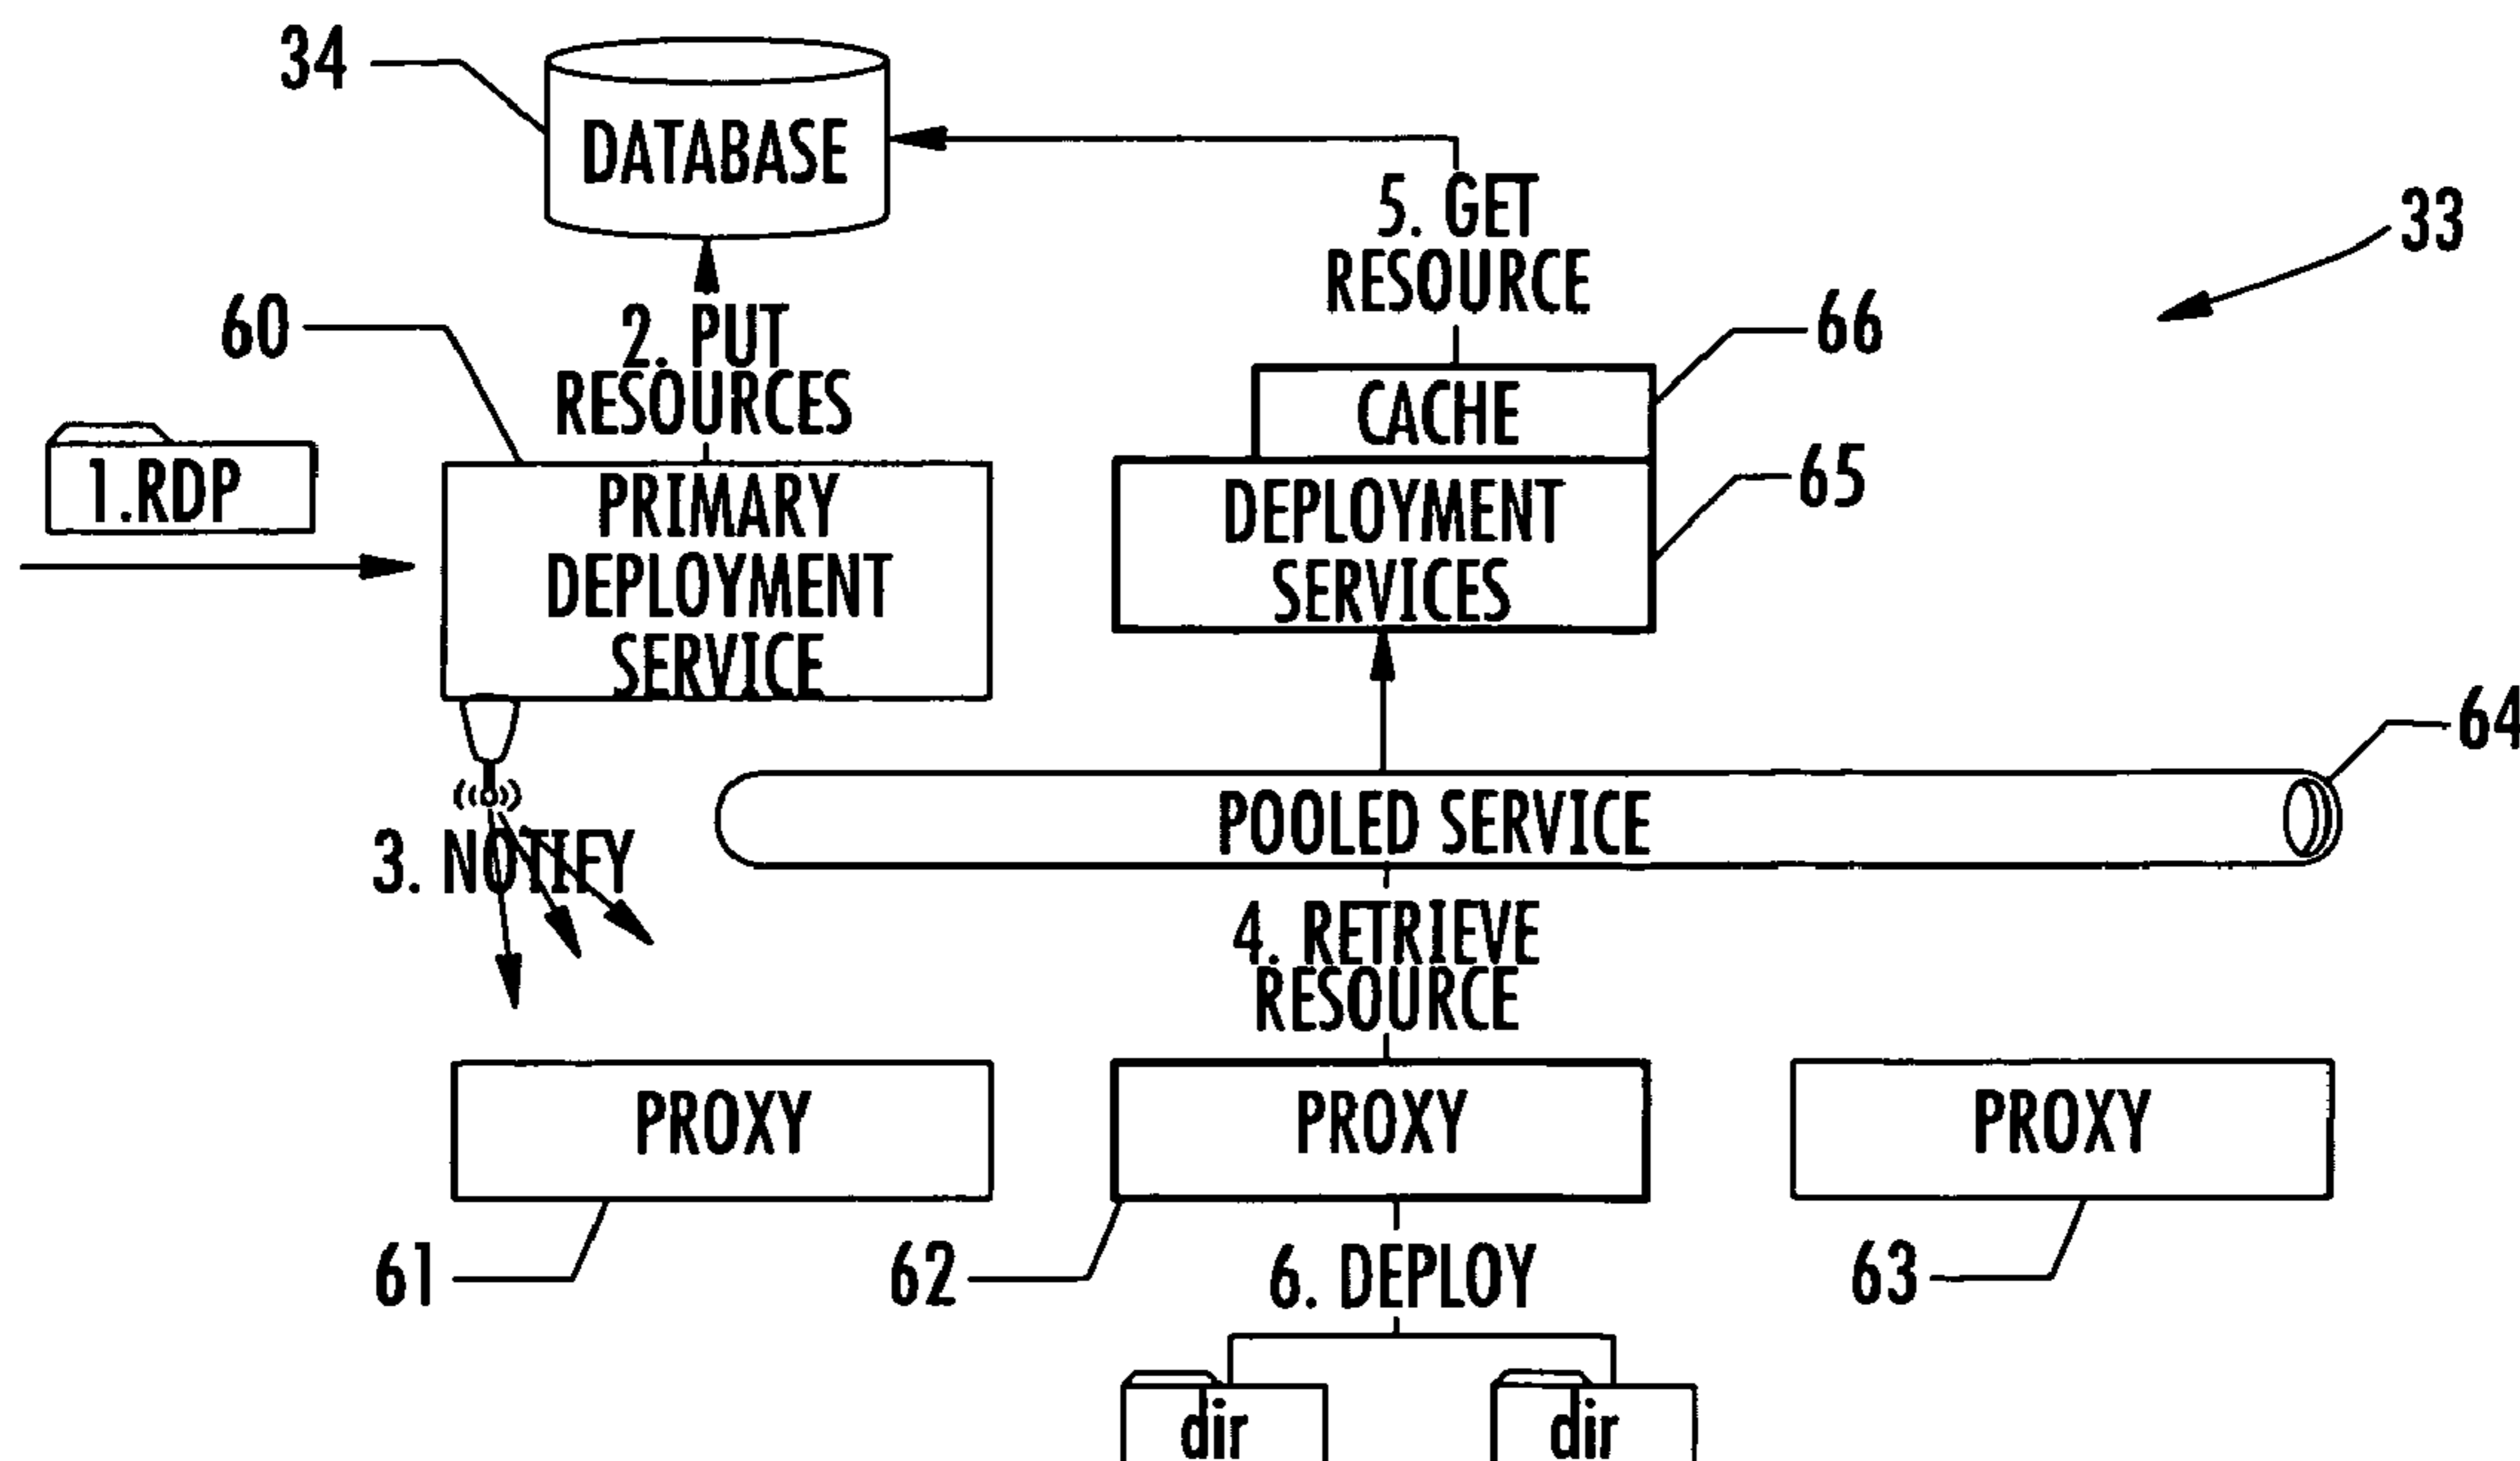 34
DATABASE
5. GET
RESOURCE
33
60
2. PUT
RESOURCES
66
CACHE
1.RDP
65
PRIMARY
DEPLOYMENT
SERVICE
DEPLOYMENT
SERVICES
64
POOLED SERVICE
3. NOTIFY
4. RETRIEVE
RESOURCE
PROXY
PROXY
PROXY
61
62
6. DEPLOY
63
dir
dir